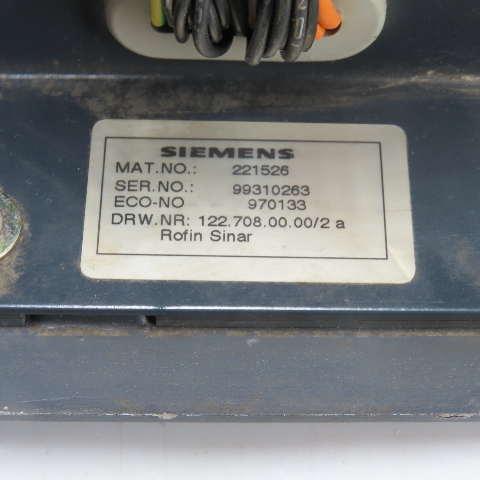 SIEMENS
MAT.NO.: 221526
SER.NO.: 99310263
ECO-NO 970133
DRW.NR: 122.708.00.00/2 a
Rofin Sinar